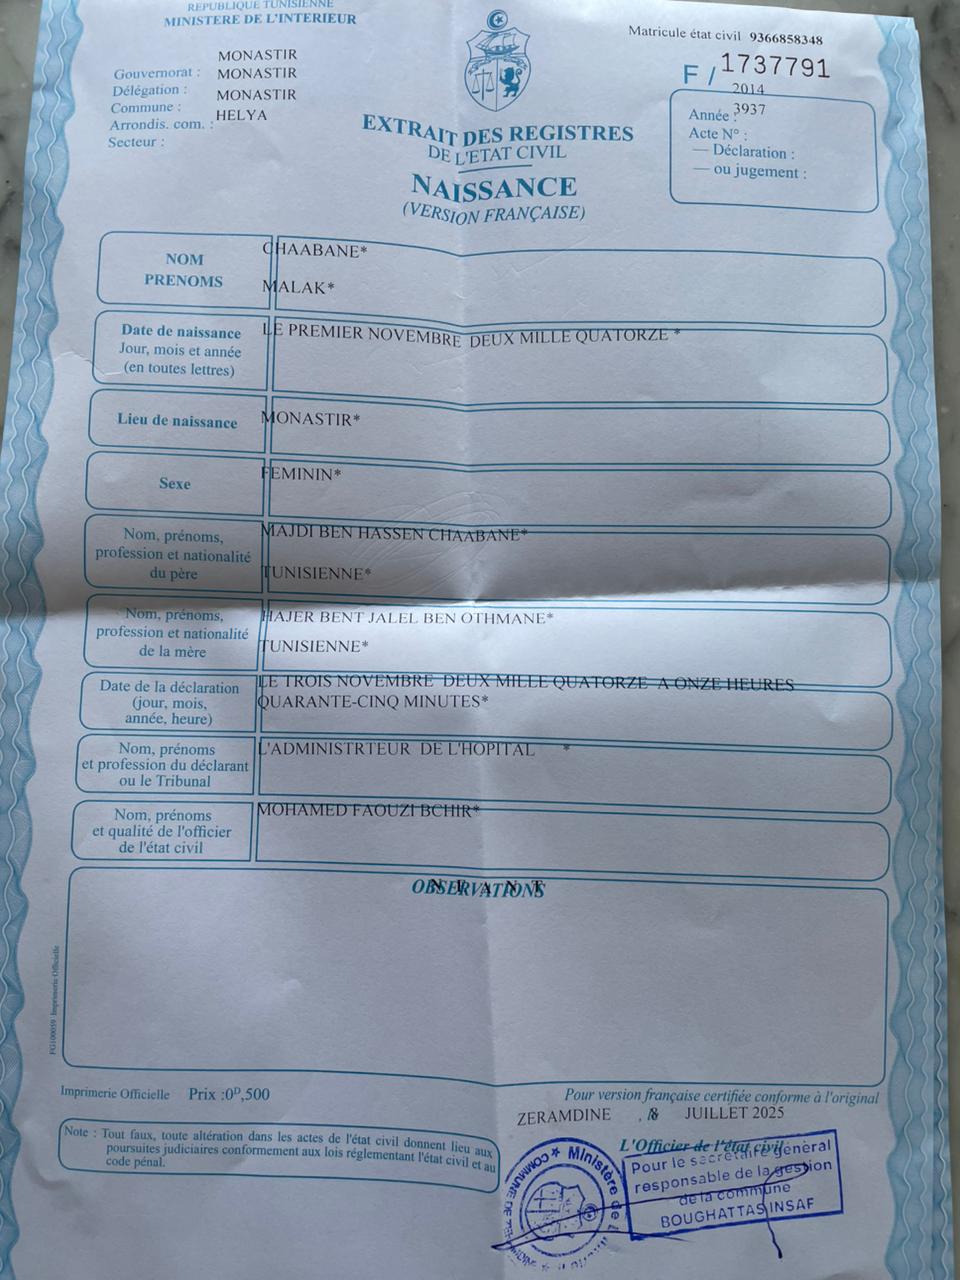 REPUBLIQUE TUNISIENNE
MINISTERE DE L'INTERIEUR
Matricule état civil 9366858348
F / 1737791
MONASTIR
Gouvernorat : MONASTIR
Délégation : MONASTIR
Commune : HELYA
Arrondis. com. :
Secteur :
2014
Année : 3937
Acte N° :
— Déclaration :
— ou jugement :
EXTRAIT DES REGISTRES
DE L'ETAT CIVIL
NAISSANCE
(VERSION FRANÇAISE)
NOM
PRENOMS
CHAABANE*
MALAK*
Date de naissance
Jour, mois et année
(en toutes lettres)
LE PREMIER NOVEMBRE DEUX MILLE QUATORZE *
Lieu de naissance
MONASTIR*
Sexe
FEMININ*
Nom, prénoms,
profession et nationalité
du père
MAJDI BEN HASSEN CHAABANE*
TUNISIENNE*
Nom, prénoms,
profession et nationalité
de la mère
HAJER BENT JALEL BEN OTHMANE*
TUNISIENNE*
Date de la déclaration
(jour, mois,
année, heure)
LE TROIS NOVEMBRE DEUX MILLE QUATORZE A ONZE HEURES
QUARANTE-CINQ MINUTES*
Nom, prénoms
et profession du déclarant
ou le Tribunal
L'ADMINISTRTEUR DE L'HOPITAL *
Nom, prénoms
et qualité de l'officier
de l'état civil
MOHAMED FAOUZI BCHIR*
OBSERVATIONS
FG100059 Imprimerie Officielle
Imprimerie Officielle Prix :0ᴰ,500
Pour version française certifiée conforme à l'original
ZERAMDINE , 8 JUILLET 2025
Note : Tout faux, toute altération dans les actes de l'état civil donnent lieu aux
poursuites judiciaires conformement aux lois réglementant l'état civil et au
code pénal.
L'Officier de l'état civil
Pour le secrétaire général
responsable de la gestion
de la commune
BOUGHATTAS INSAF